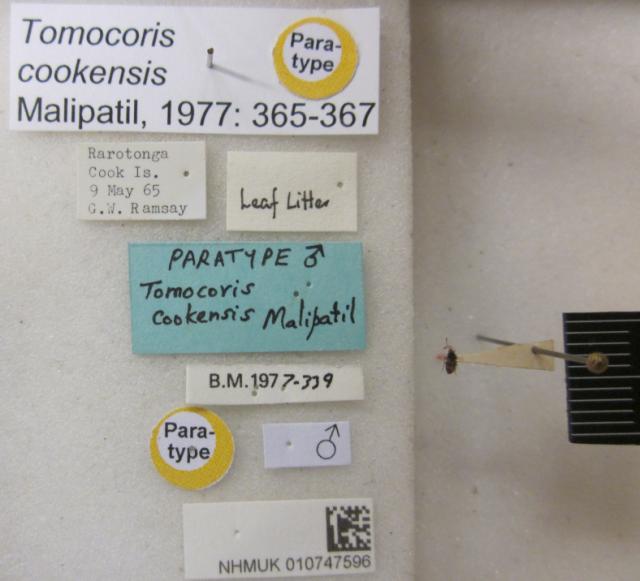 Tomocoris
cookensis
Malipatil, 1977: 365-367
Para-
type
Rarotonga
Cook Is.
9 May 65
G.W. Ramsay
Leaf Litter
PARATYPE ♂
Tomocoris
cookensis Malipatil
B.M.1977-339
Para-
type
♂
NHMUK 010747596